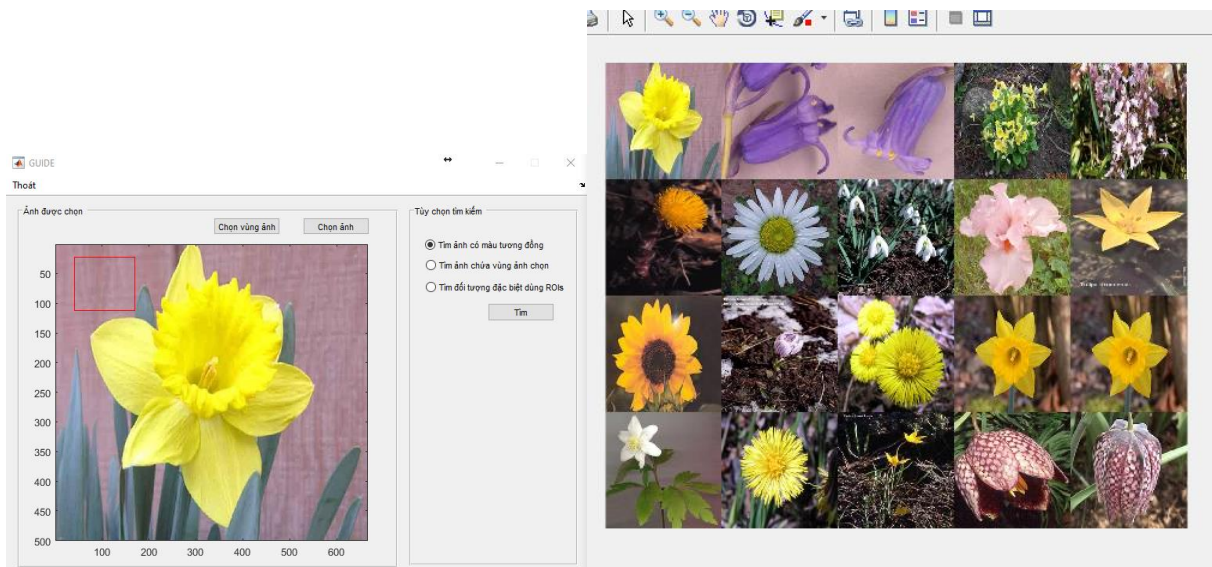 GUIDE
Thoát
Ảnh được chọn
Chọn vùng ảnh
Chọn ảnh
50
100
150
200
250
300
350
400
450
500
100
200
300
400
500
600
Tùy chọn tìm kiếm
Tìm ảnh có màu tương đồng
Tìm ảnh chứa vùng ảnh chọn
Tìm đối tượng đặc biệt dùng ROIs
Tìm